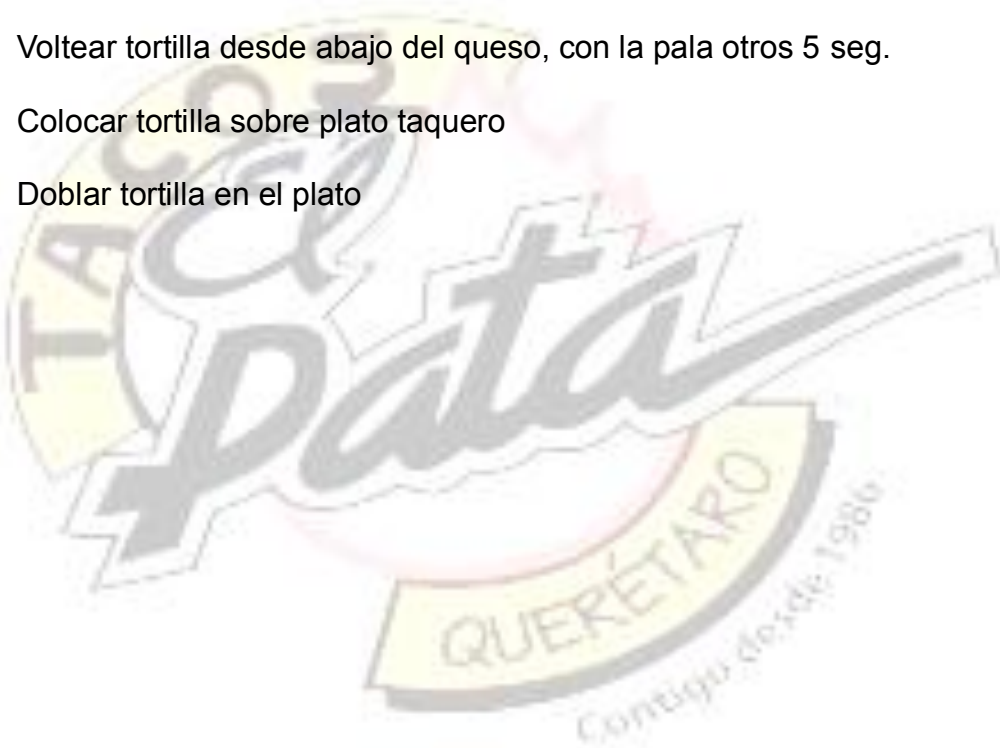 Voltear tortilla desde abajo del queso, con la pala otros 5 seg.
Colocar tortilla sobre plato taquero
Doblar tortilla en el plato
TACOS
El
Pata
QUERÉTARO
Contigo desde 1986